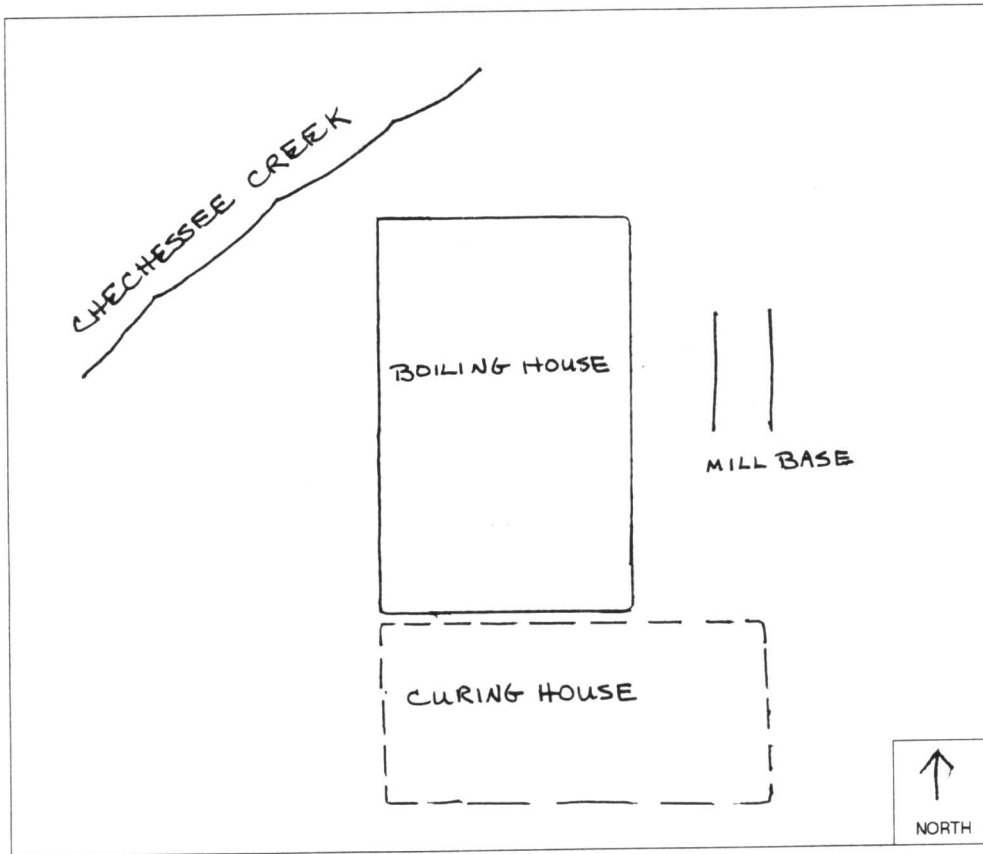 CHECHESSEE CREEK
BOILING HOUSE
MILL BASE
CURING HOUSE
NORTH